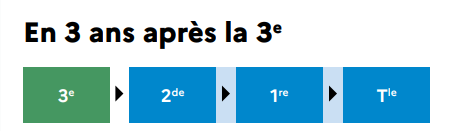 En 3 ans après la 3ᵉ
3ᵉ 2ᵈᵉ 1ʳᵉ Tˡᵉ